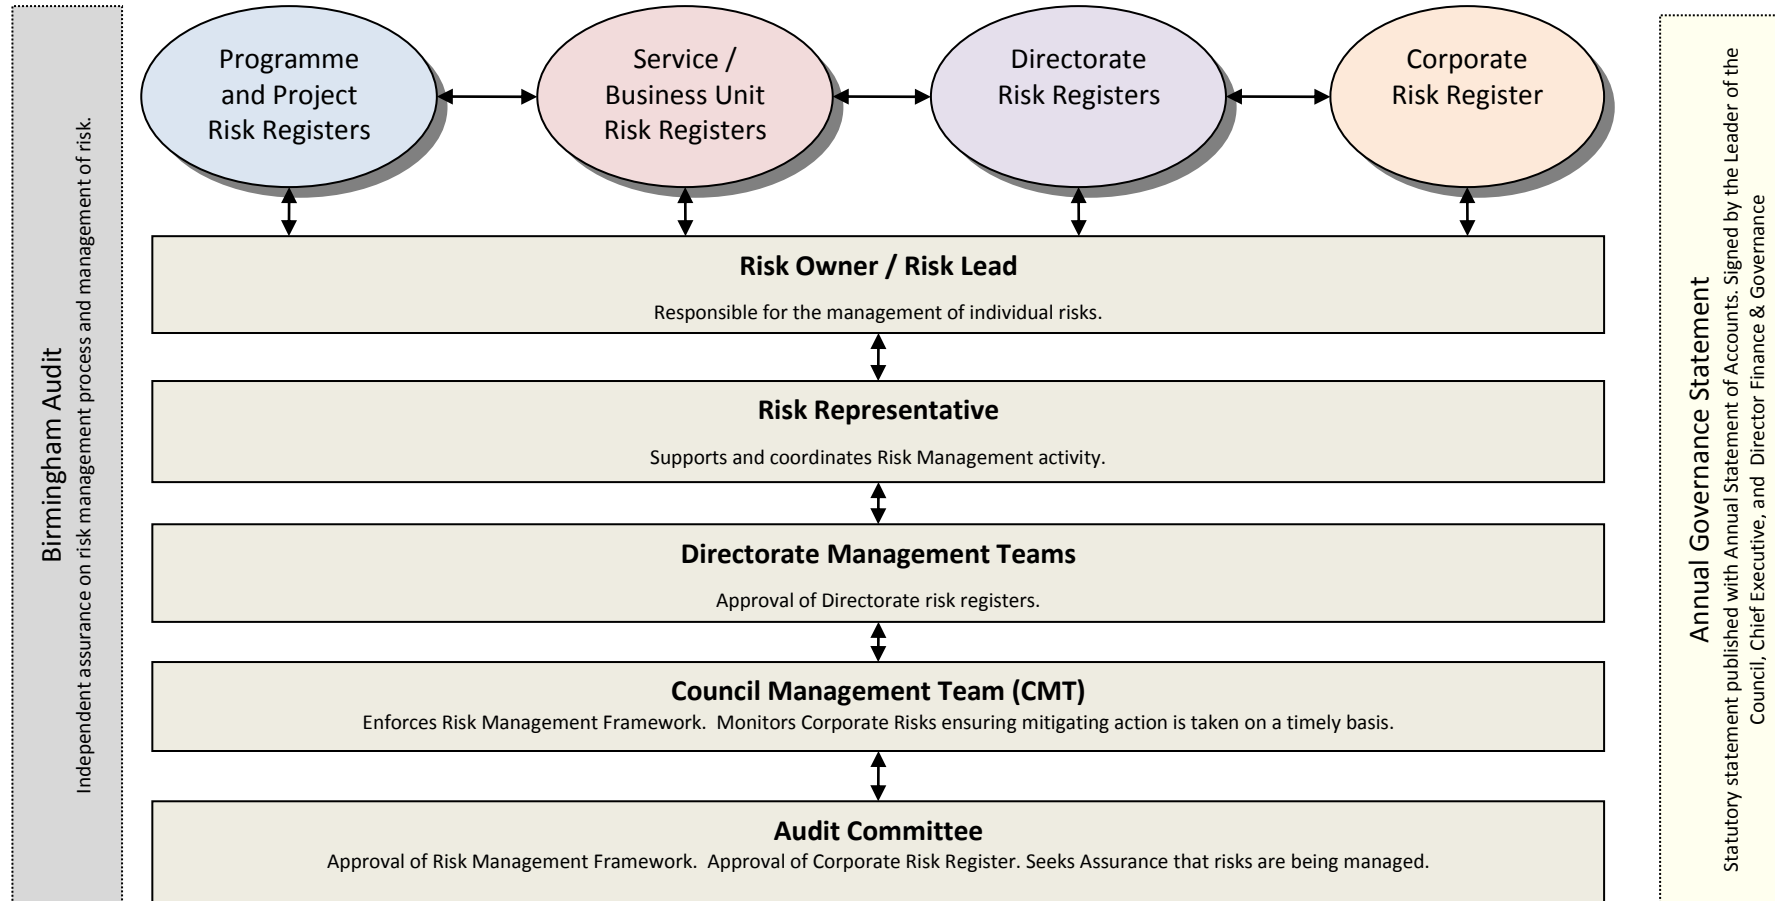 Birmingham Audit
Independent assurance on risk management process and management of risk.
Programme
and Project
Risk Registers
Service /
Business Unit
Risk Registers
Directorate
Risk Registers
Corporate
Risk Register
Risk Owner / Risk Lead
Responsible for the management of individual risks.
Risk Representative
Supports and coordinates Risk Management activity.
Directorate Management Teams
Approval of Directorate risk registers.
Council Management Team (CMT)
Enforces Risk Management Framework.  Monitors Corporate Risks ensuring mitigating action is taken on a timely basis.
Audit Committee
Approval of Risk Management Framework.  Approval of Corporate Risk Register. Seeks Assurance that risks are being managed.
Annual Governance Statement
Statutory statement published with Annual Statement of Accounts. Signed by the Leader of the
Council, Chief Executive, and  Director Finance & Governance